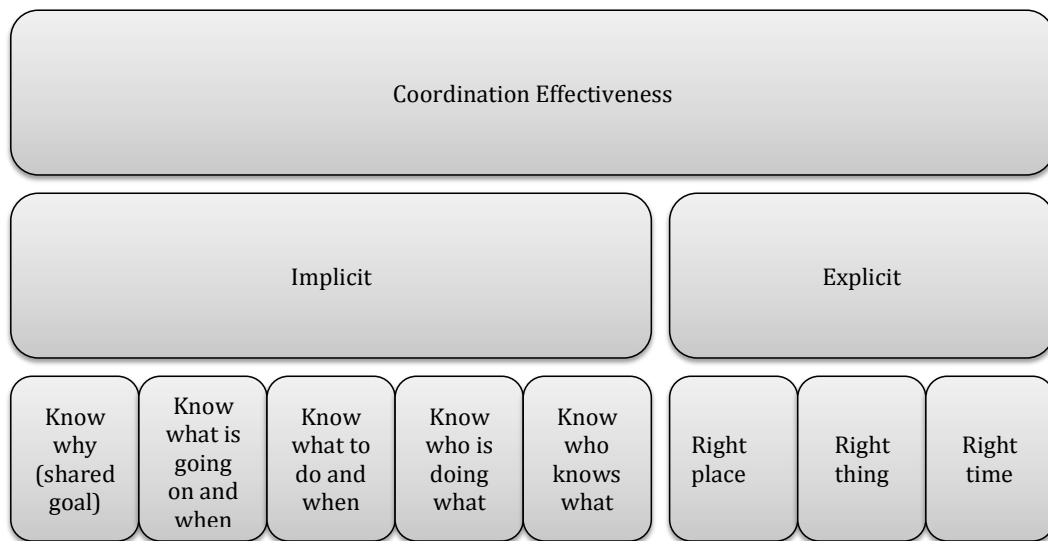 Coordination Effectiveness
Implicit
Explicit
Know
why
(shared
goal)
Know
what is
going
on and
when
Know
what to
do and
when
Know
who is
doing
what
Know
who
knows
what
Right
place
Right
thing
Right
time